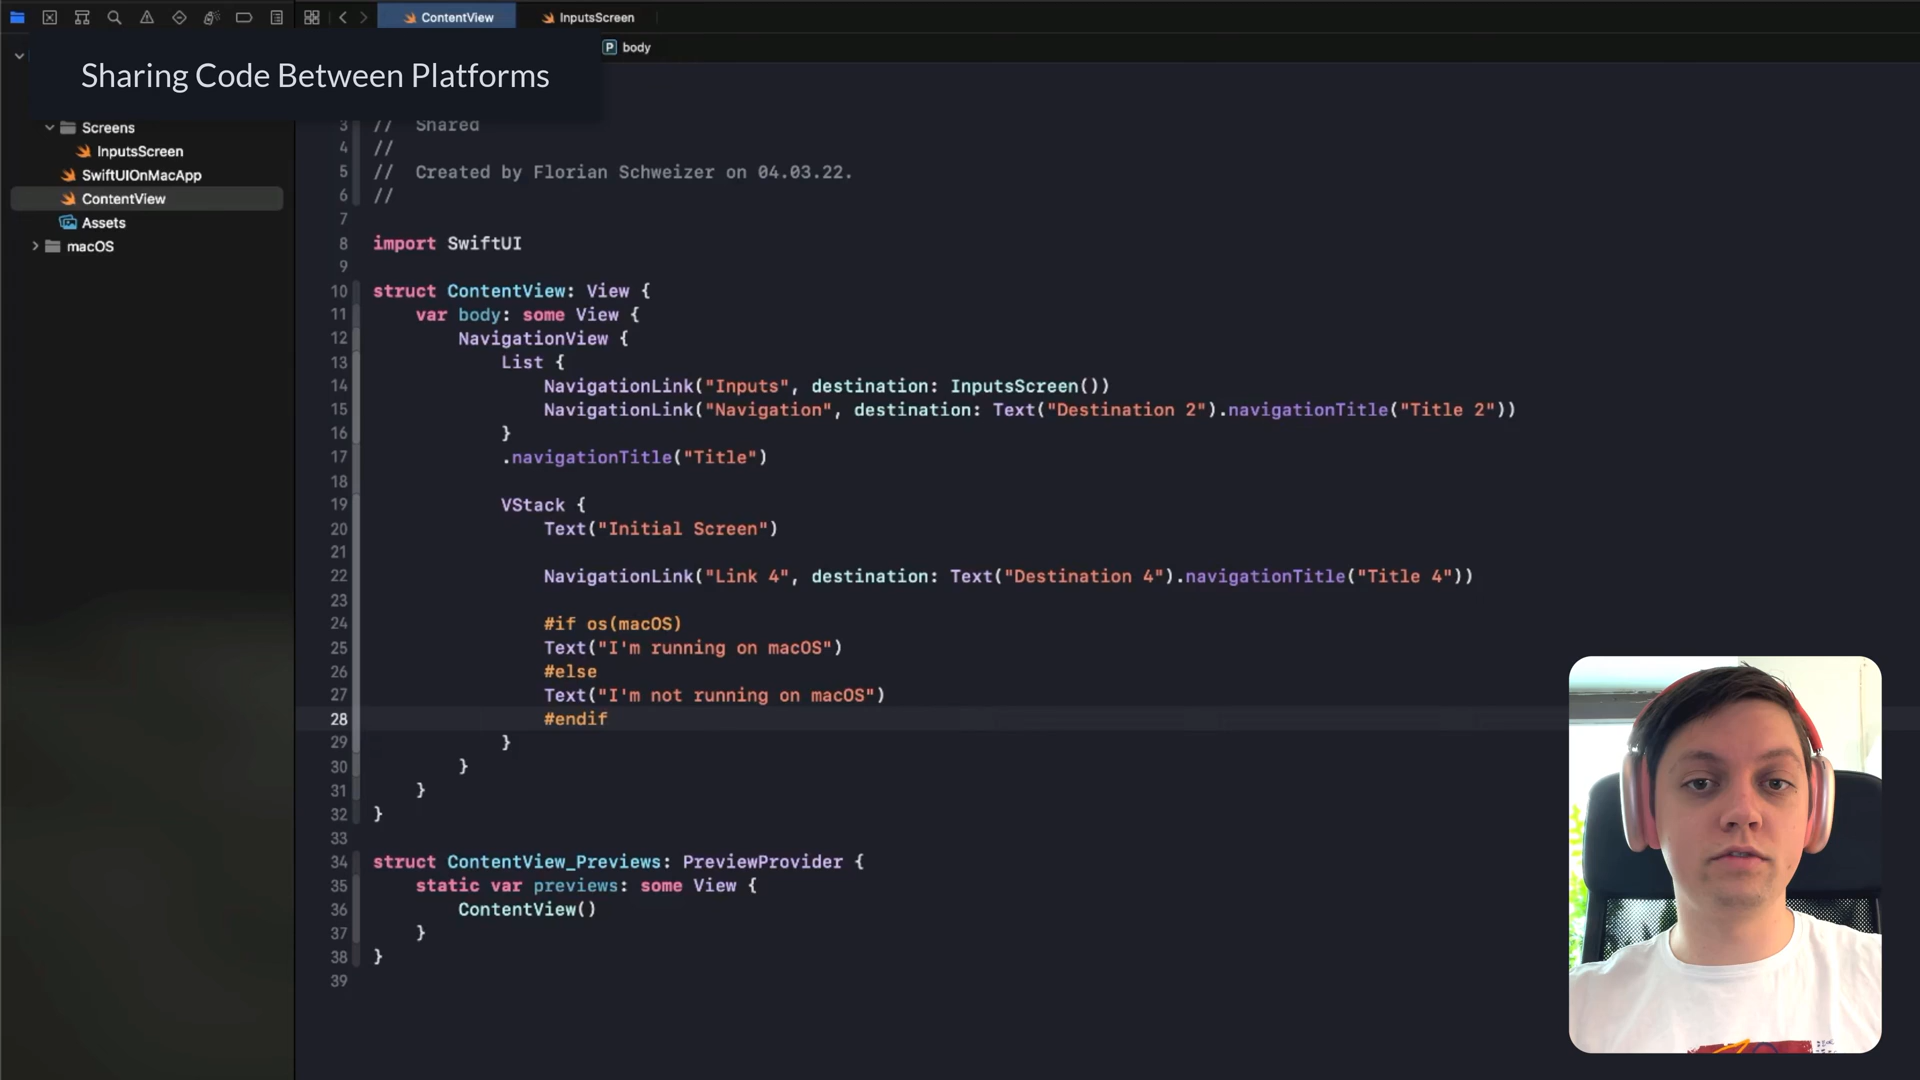 ContentView
InputsScreen
body
Sharing Code Between Platforms
Screens
InputsScreen
SwiftUIOnMacApp
ContentView
Assets
macOS
3 //  Shared
4 //
5 //  Created by Florian Schweizer on 04.03.22.
6 //
7
8 import SwiftUI
9
10 struct ContentView: View {
11     var body: some View {
12         NavigationView {
13             List {
14                 NavigationLink("Inputs", destination: InputsScreen())
15                 NavigationLink("Navigation", destination: Text("Destination 2").navigationTitle("Title 2"))
16             }
17             .navigationTitle("Title")
18
19             VStack {
20                 Text("Initial Screen")
21
22                 NavigationLink("Link 4", destination: Text("Destination 4").navigationTitle("Title 4"))
23
24                 #if os(macOS)
25                 Text("I'm running on macOS")
26                 #else
27                 Text("I'm not running on macOS")
28                 #endif
29             }
30         }
31     }
32 }
33
34 struct ContentView_Previews: PreviewProvider {
35     static var previews: some View {
36         ContentView()
37     }
38 }
39